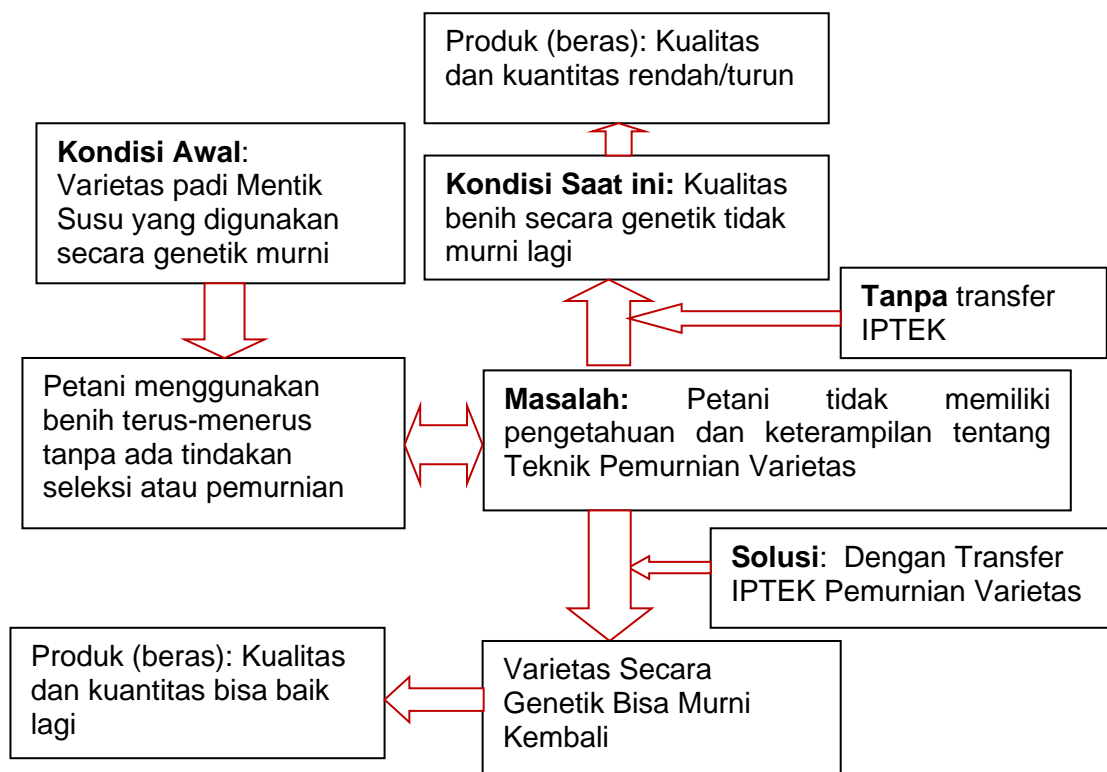 Produk (beras): Kualitas
dan kuantitas rendah/turun
Kondisi Awal:
Varietas padi Mentik
Susu yang digunakan
secara genetik murni
Kondisi Saat ini: Kualitas
benih secara genetik tidak
murni lagi
Tanpa transfer
IPTEK
Petani menggunakan
benih terus-menerus
tanpa ada tindakan
seleksi atau pemurnian
Masalah: Petani tidak memiliki
pengetahuan dan keterampilan tentang
Teknik Pemurnian Varietas
Solusi: Dengan Transfer
IPTEK Pemurnian Varietas
Produk (beras): Kualitas
dan kuantitas bisa baik
lagi
Varietas Secara
Genetik Bisa Murni
Kembali